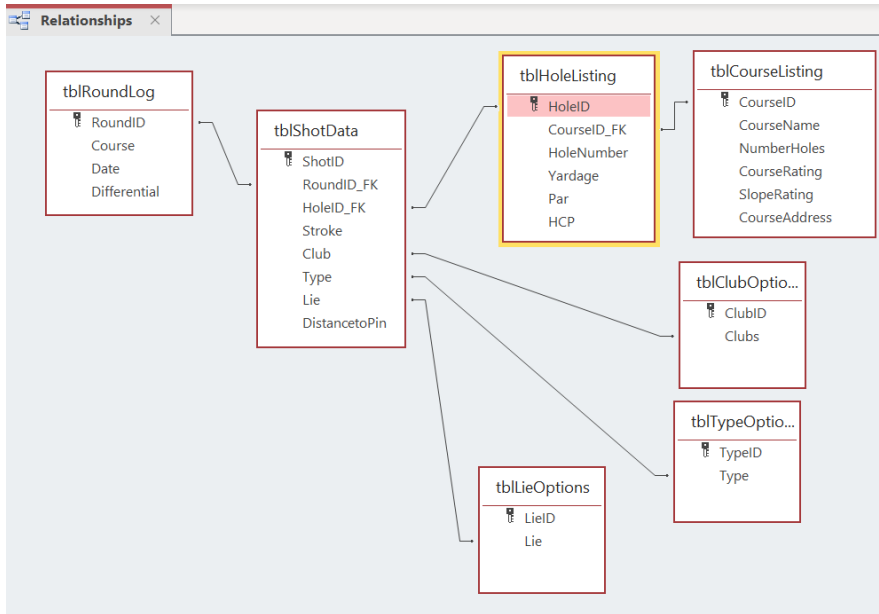 Relationships
tblRoundLog
RoundID
Course
Date
Differential
tblShotData
ShotID
RoundID_FK
HoleID_FK
Stroke
Club
Type
Lie
DistancetoPin
tblHoleListing
HoleID
CourseID_FK
HoleNumber
Yardage
Par
HCP
tblCourseListing
CourseID
CourseName
NumberHoles
CourseRating
SlopeRating
CourseAddress
tblClubOptio...
ClubID
Clubs
tblTypeOptio...
TypeID
Type
tblLieOptions
LieID
Lie